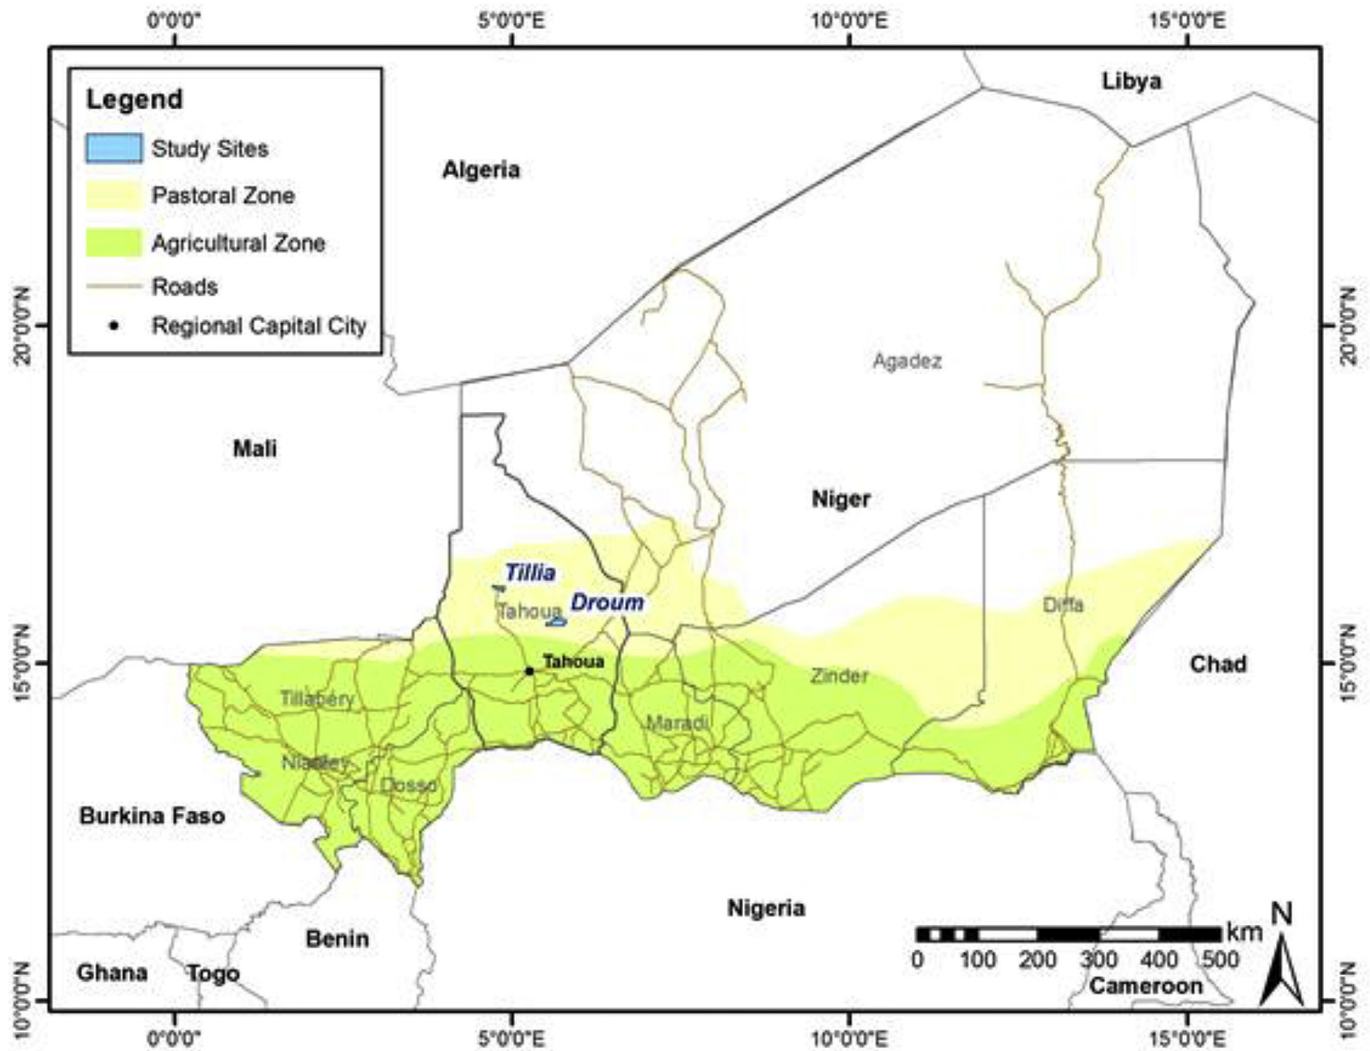 0°0'0" 5°0'0"E 10°0'0"E 15°0'0"E
Legend
Study Sites
Pastoral Zone
Agricultural Zone
Roads
Regional Capital City
Libya
Algeria
20°0'0"N 20°0'0"N
Agadez
Mali
Niger
Tillia
Tahoua
Droum
Diffa
15°0'0"N 15°0'0"N
Tahoua
Chad
Zinder
Tillabéry
Maradi
Niamey
Dosso
Burkina Faso
Nigeria
N
km
0 100 200 300 400 500
Benin
Ghana
Togo
Cameroon
10°0'0"N 10°0'0"N
0°0'0" 5°0'0"E 10°0'0"E 15°0'0"E